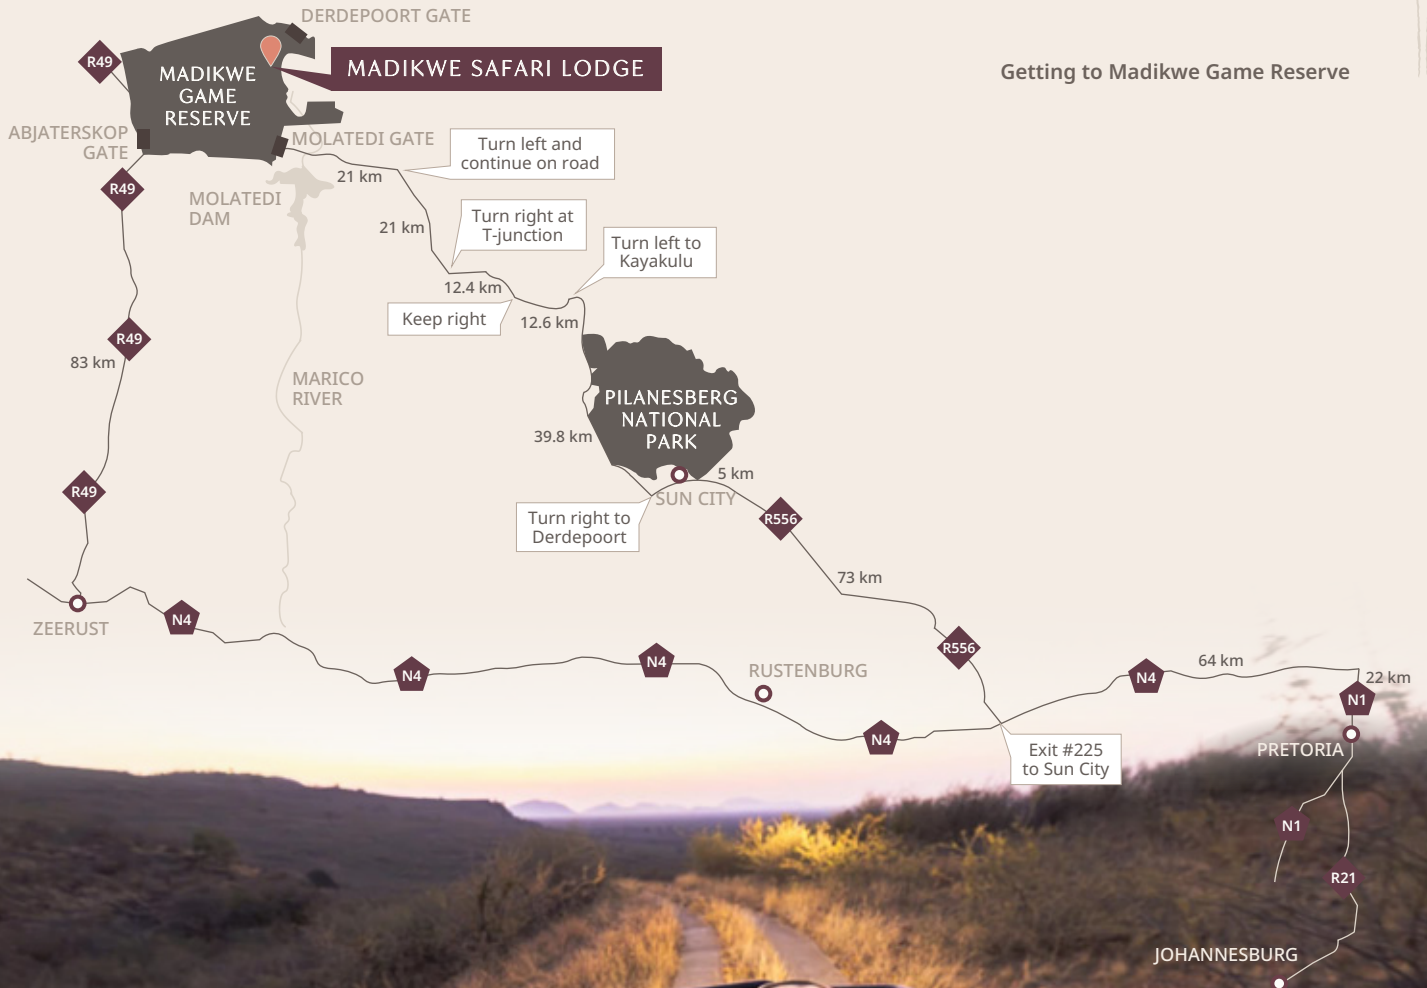 DERDEPOORT GATE
R49
MADIKWE
GAME
RESERVE
MADIKWE SAFARI LODGE
Getting to Madikwe Game Reserve
ABJATERSKOP
GATE
MOLATEDI GATE
Turn left and
continue on road
21 km
R49
MOLATEDI
DAM
21 km
Turn right at
T-junction
Turn left to
Kayakulu
12.4 km
Keep right
12.6 km
R49
83 km
MARICO
RIVER
PILANESBERG
NATIONAL
PARK
39.8 km
5 km
SUN CITY
R49
Turn right to
Derdepoort
R556
73 km
ZEERUST
N4
N4
N4
RUSTENBURG
R556
N4
64 km
22 km
N1
N4
Exit #225
to Sun City
PRETORIA
N1
R21
JOHANNESBURG